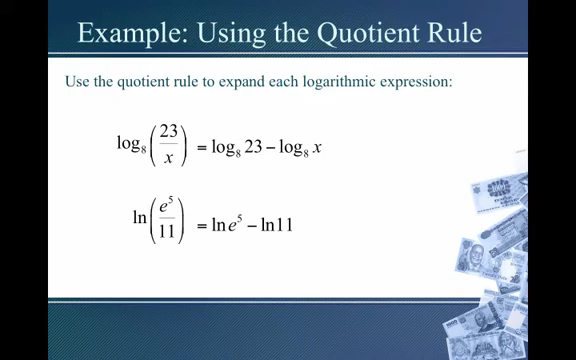 Example: Using the Quotient Rule
Use the quotient rule to expand each logarithmic expression:
log₈(23/x) = log₈ 23 − log₈ x
ln(e⁵/11) = ln e⁵ − ln 11